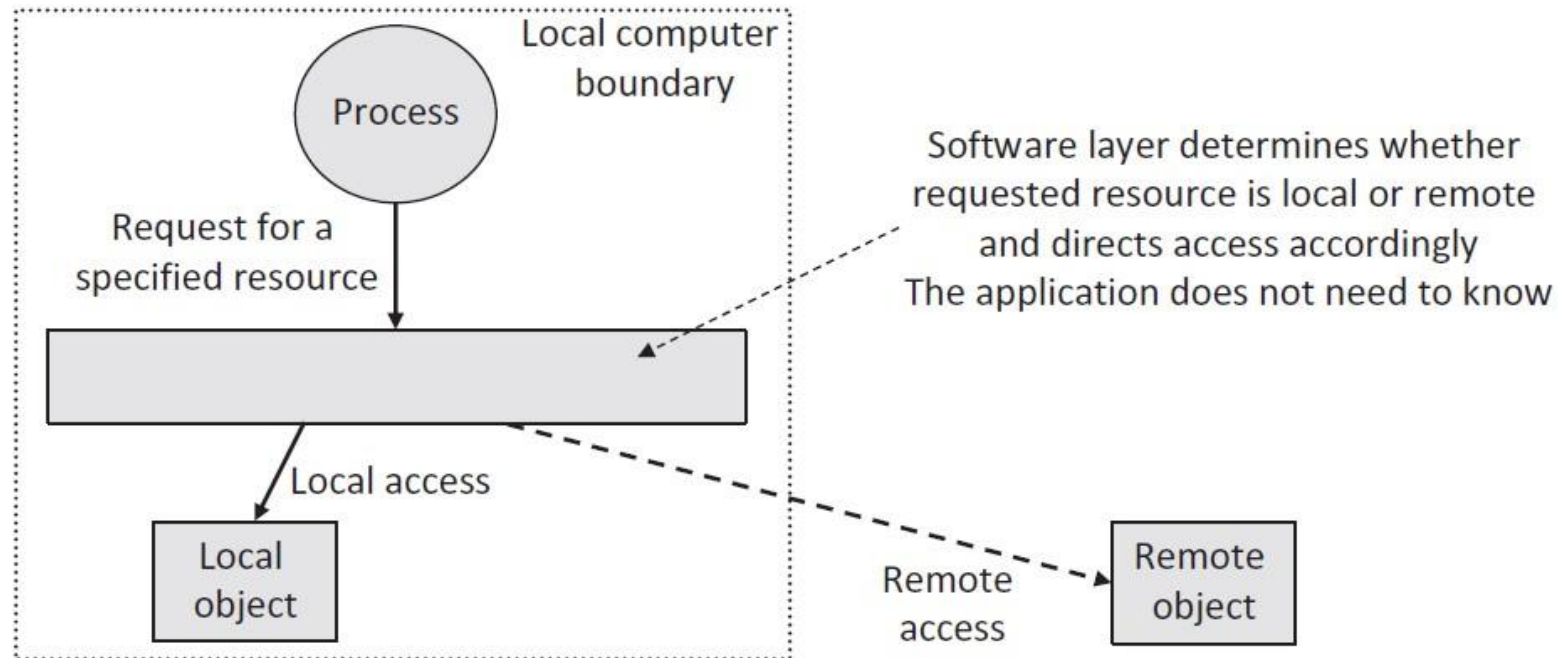 Local computer
boundary
Process
Software layer determines whether
requested resource is local or remote
and directs access accordingly
The application does not need to know
Request for a
specified resource
Local access
Local
object
Remote
access
Remote
object